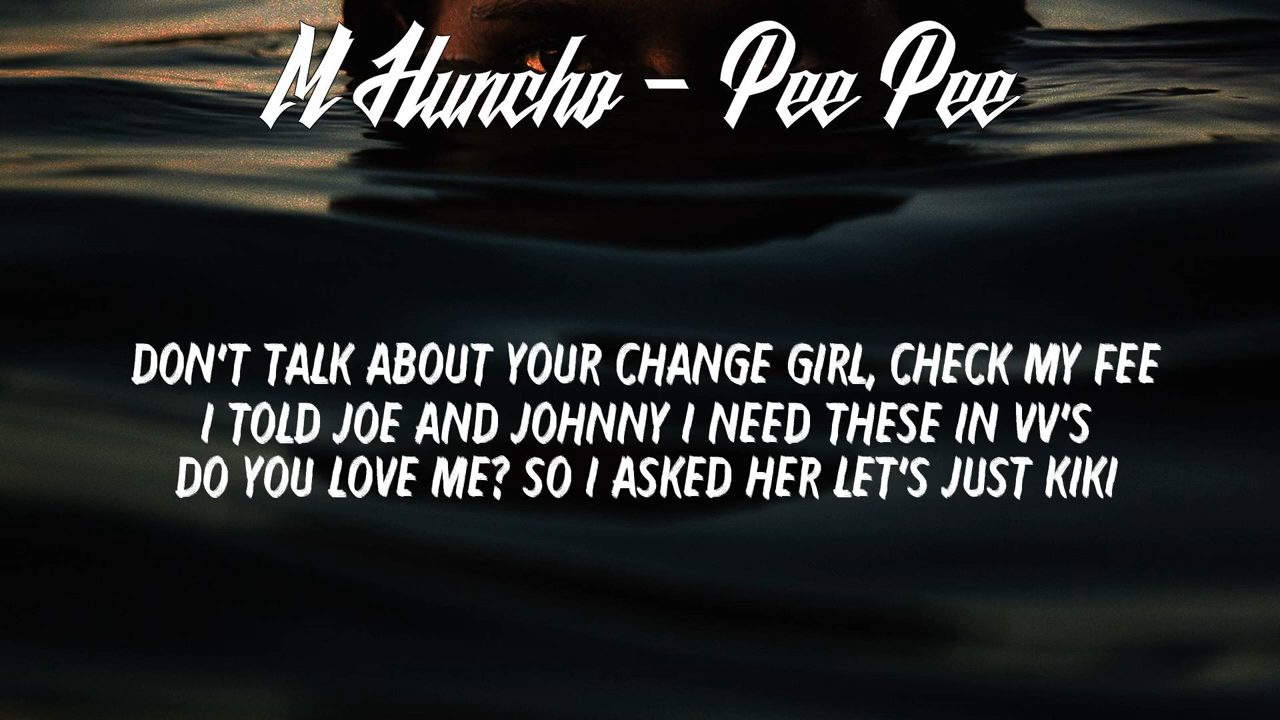 M Huncho - Pee Pee
DON'T TALK ABOUT YOUR CHANGE GIRL, CHECK MY FEE
I TOLD JOE AND JOHNNY I NEED THESE IN VV'S
DO YOU LOVE ME? SO I ASKED HER LET'S JUST KIKI